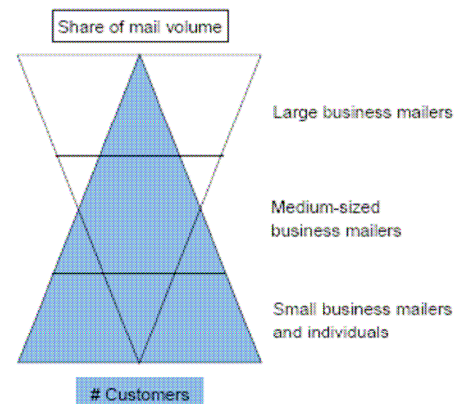 Share of mail volume
Large business mailers
Medium-sized
business mailers
Small business mailers
and individuals
# Customers